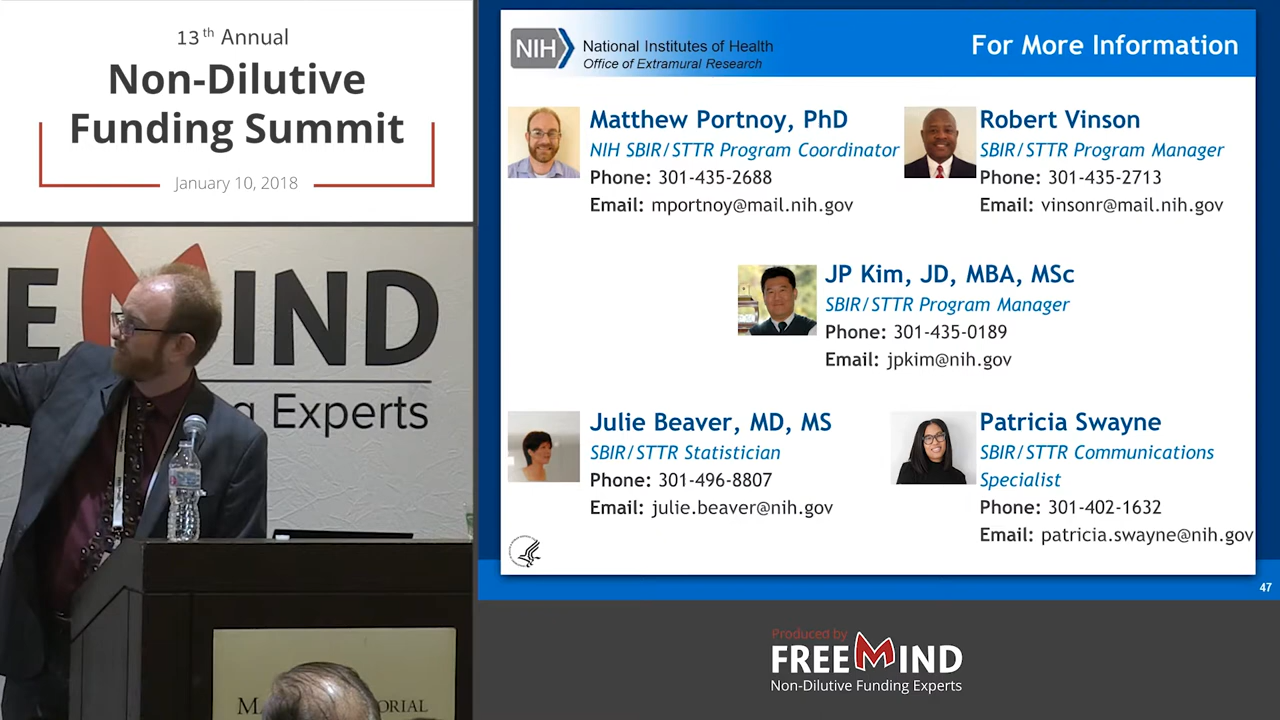 13th Annual
Non-Dilutive
Funding Summit
January 10, 2018
E M IND
g Experts
NIH
National Institutes of Health
Office of Extramural Research
For More Information
Matthew Portnoy, PhD
NIH SBIR/STTR Program Coordinator
Phone: 301-435-2688
Email: mportnoy@mail.nih.gov
Robert Vinson
SBIR/STTR Program Manager
Phone: 301-435-2713
Email: vinsonr@mail.nih.gov
JP Kim, JD, MBA, MSc
SBIR/STTR Program Manager
Phone: 301-435-0189
Email: jpkim@nih.gov
Julie Beaver, MD, MS
SBIR/STTR Statistician
Phone: 301-496-8807
Email: julie.beaver@nih.gov
Patricia Swayne
SBIR/STTR Communications
Specialist
Phone: 301-402-1632
Email: patricia.swayne@nih.gov
47
Produced by
FREEMIND
Non-Dilutive Funding Experts